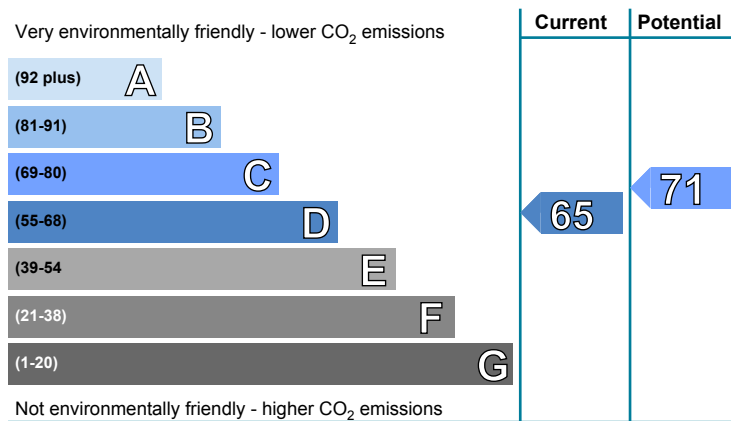 Current Potential
Very environmentally friendly - lower CO₂ emissions
(92 plus) A
(81-91) B
(69-80) C
(55-68) D
(39-54 E
(21-38) F
(1-20) G
65
71
Not environmentally friendly - higher CO₂ emissions